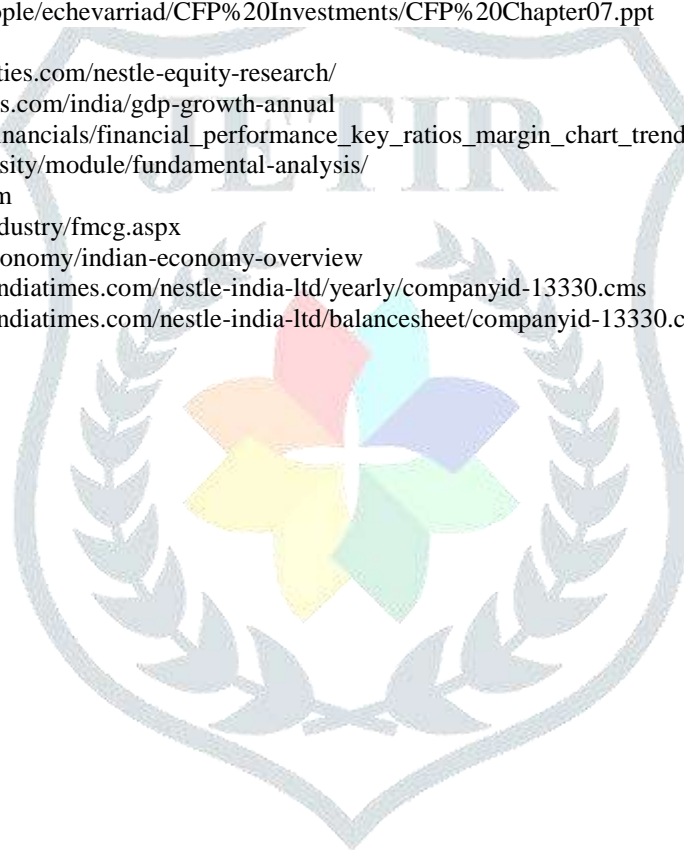 ple/echevarriad/CFP%20Investments/CFP%20Chapter07.ppt
ties.com/nestle-equity-research/
s.com/india/gdp-growth-annual
inancials/financial_performance_key_ratios_margin_chart_trend
sity/module/fundamental-analysis/
m
dustry/fmcg.aspx
onomy/indian-economy-overview
ndiatimes.com/nestle-india-ltd/yearly/companyid-13330.cms
ndiatimes.com/nestle-india-ltd/balancesheet/companyid-13330.c
JETIR